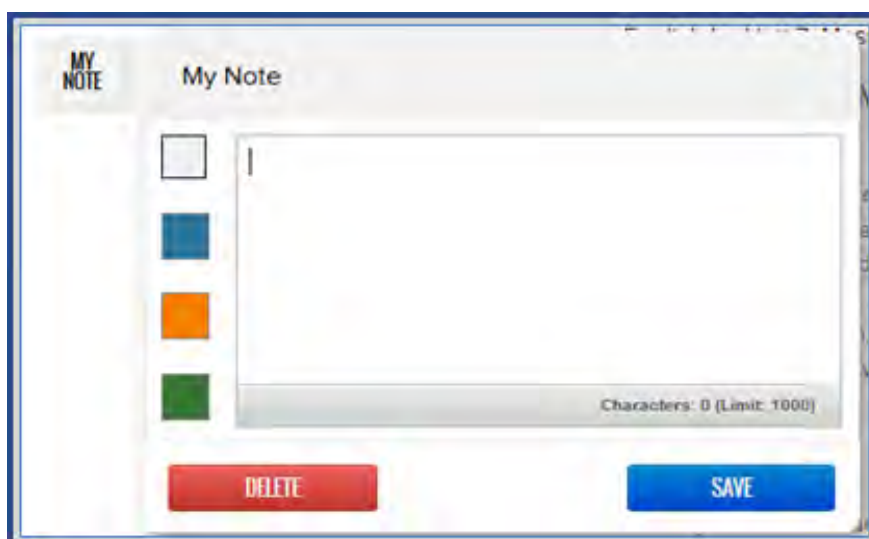 MY
NOTE
My Note
Characters: 0 (Limit: 1000)
DELETE
SAVE